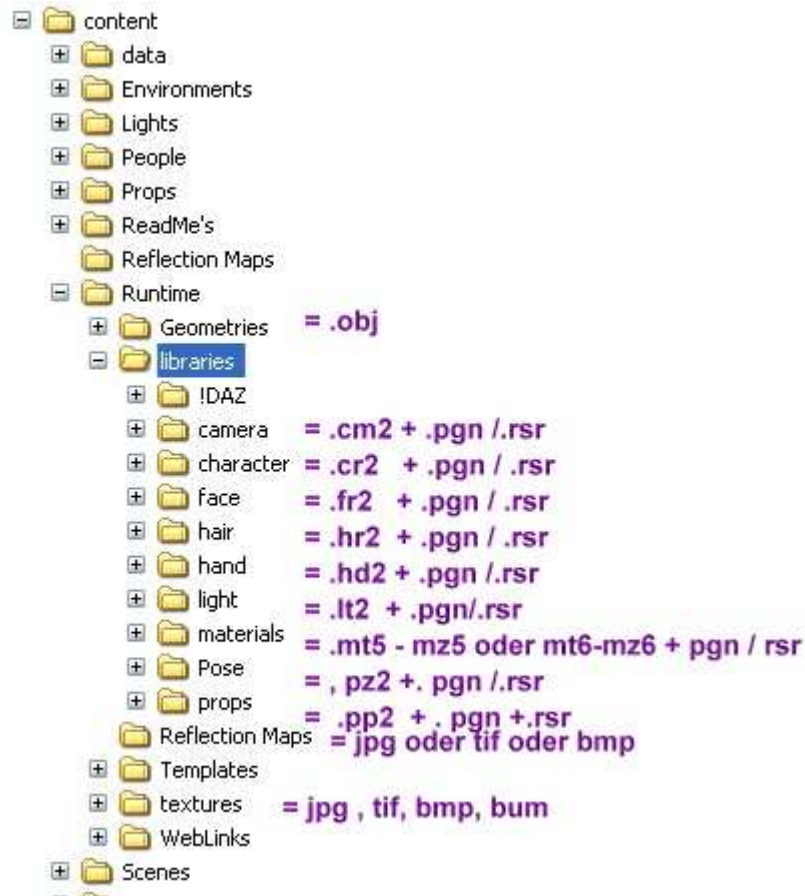 content
data
Environments
Lights
People
Props
ReadMe's
Reflection Maps
Runtime
Geometries = .obj
libraries
!DAZ
camera = .cm2 + .pgn /.rsr
character = .cr2 + .pgn / .rsr
face = .fr2 + .pgn / .rsr
hair = .hr2 + .pgn / .rsr
hand = .hd2 + .pgn /.rsr
light = .lt2 + .pgn/.rsr
materials = .mt5 - mz5 oder mt6-mz6 + pgn / rsr
Pose = , pz2 +. pgn /.rsr
props = .pp2 + . pgn +.rsr
Reflection Maps = jpg oder tif oder bmp
Templates
textures = jpg , tif, bmp, bum
WebLinks
Scenes